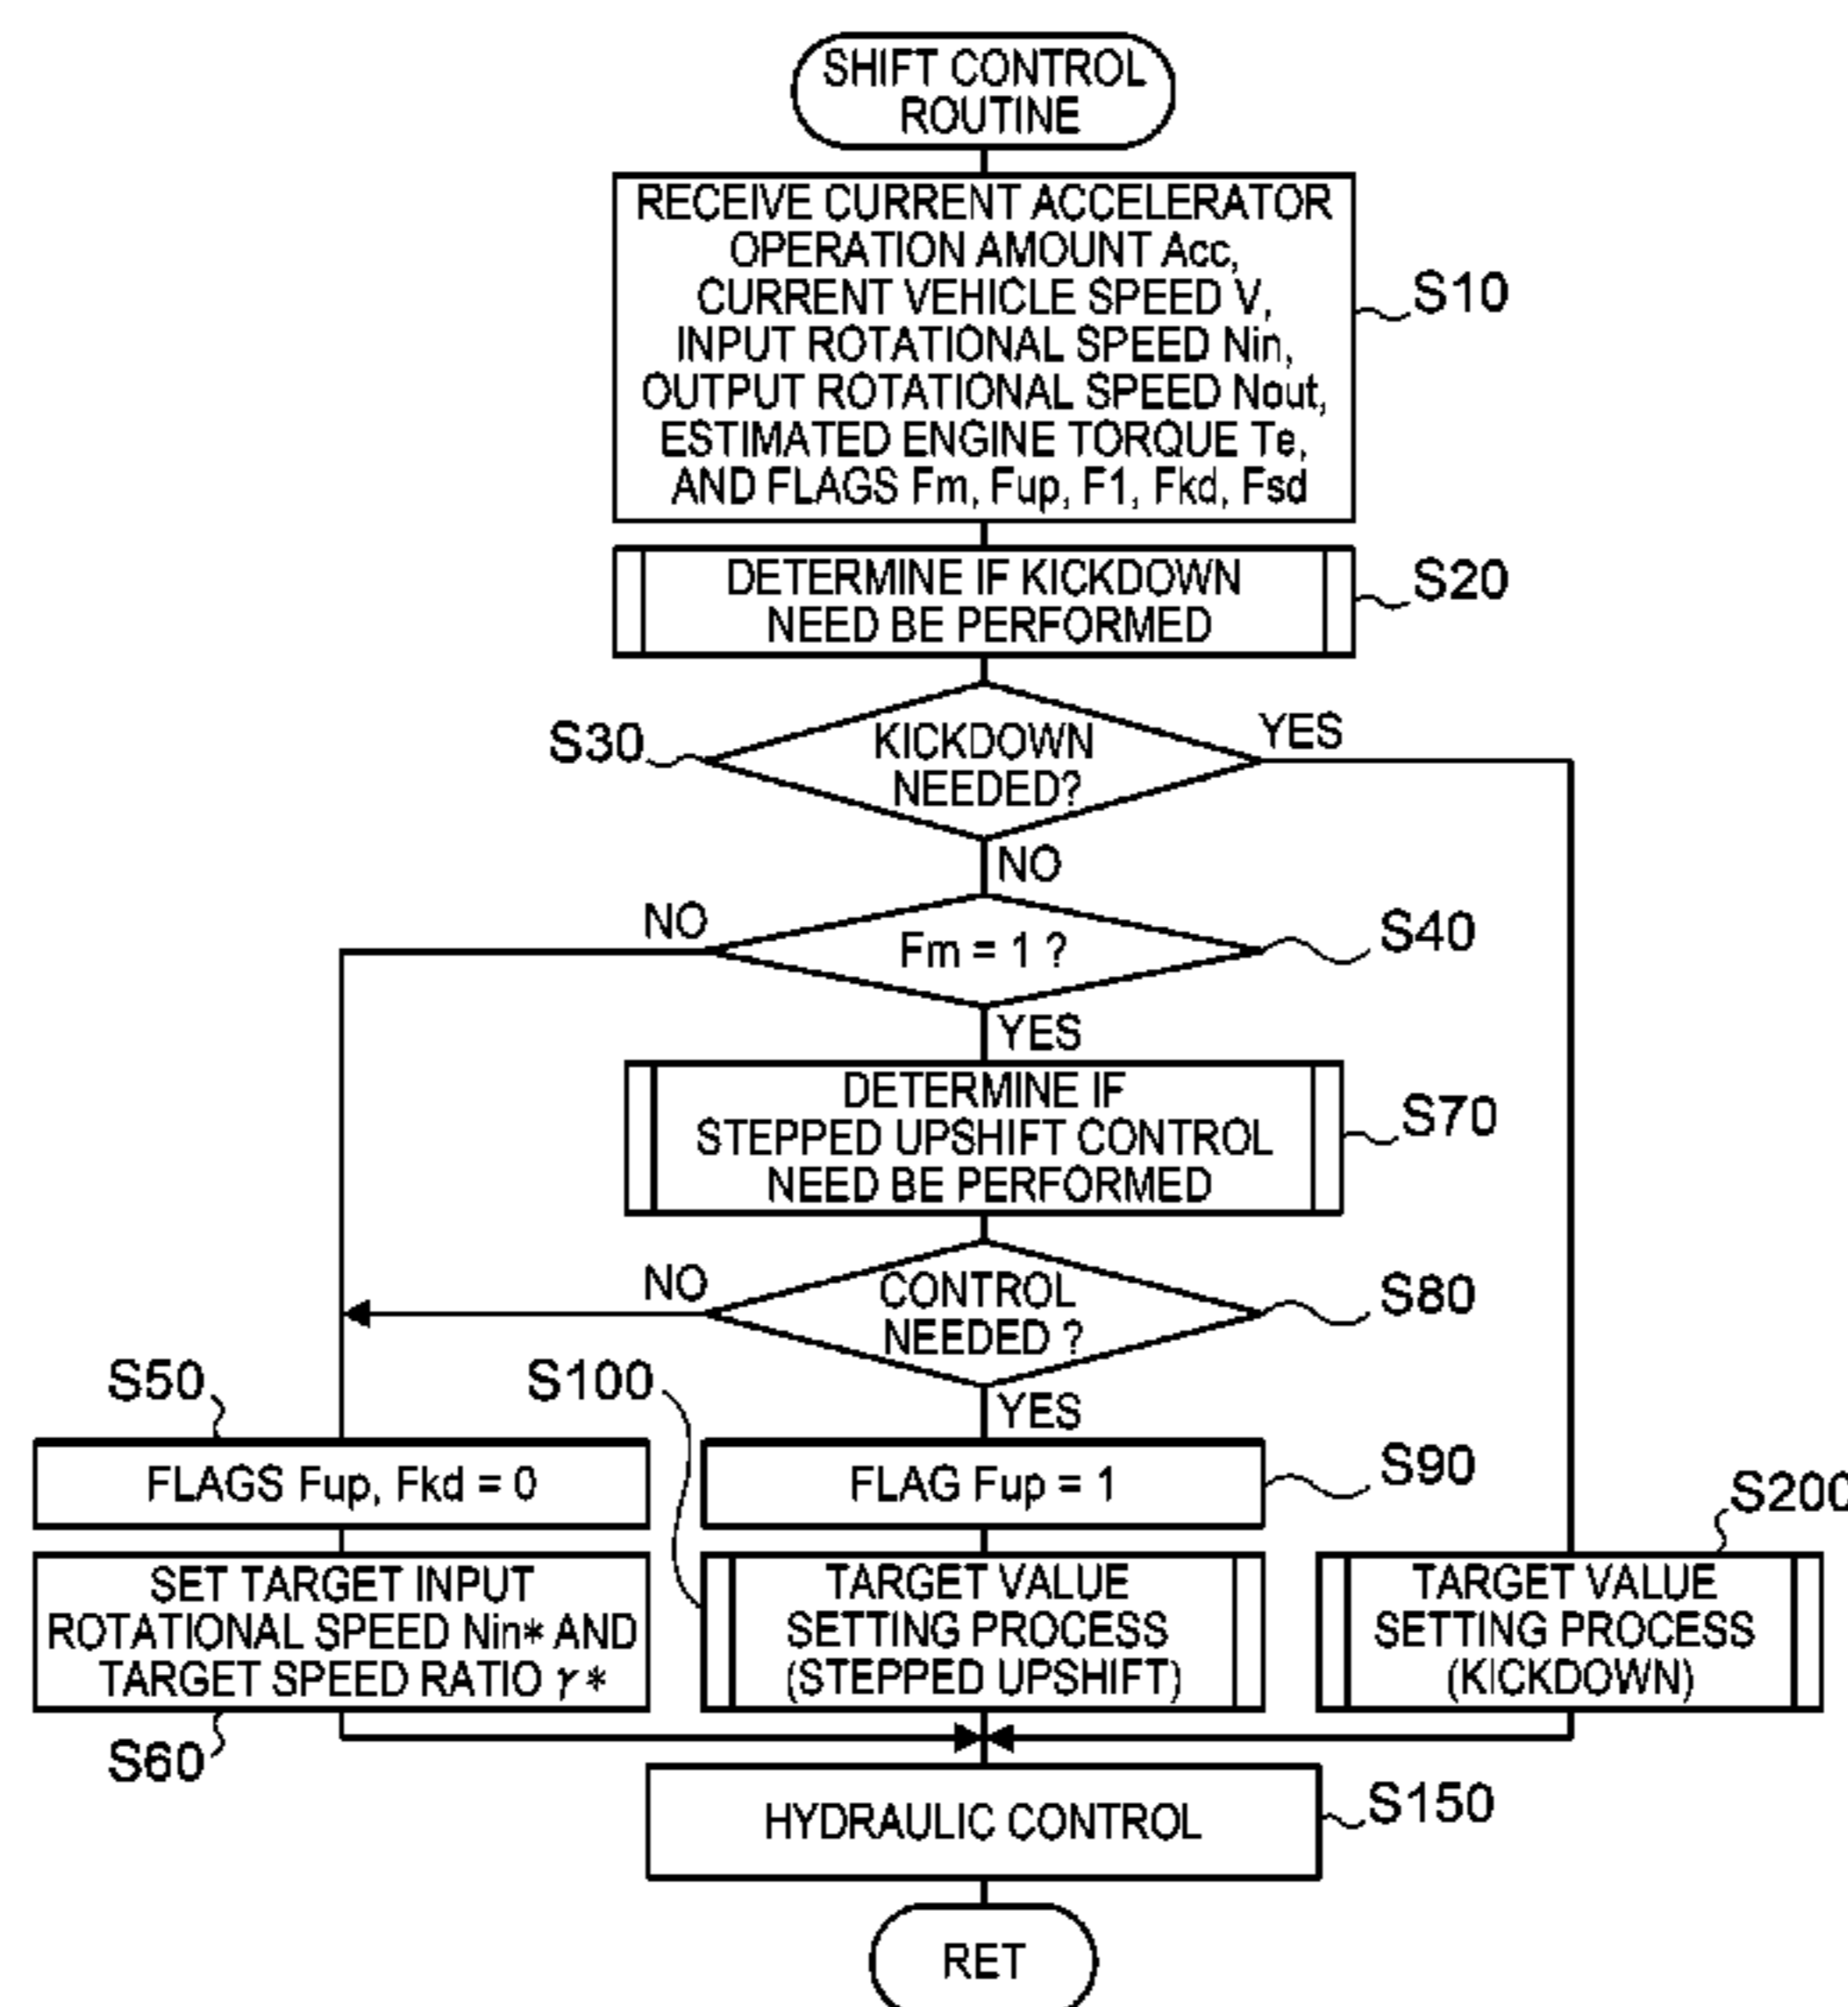 SHIFT CONTROL
ROUTINE
RECEIVE CURRENT ACCELERATOR
OPERATION AMOUNT Acc,
CURRENT VEHICLE SPEED V,
INPUT ROTATIONAL SPEED Nin,
OUTPUT ROTATIONAL SPEED Nout,
ESTIMATED ENGINE TORQUE Te,
AND FLAGS Fm, Fup, F1, Fkd, Fsd
S10
DETERMINE IF KICKDOWN
NEED BE PERFORMED
S20
S30
KICKDOWN
NEEDED?
YES
NO
NO
Fm = 1 ?
S40
YES
DETERMINE IF
STEPPED UPSHIFT CONTROL
NEED BE PERFORMED
S70
NO
CONTROL
NEEDED ?
S80
YES
S50
FLAGS Fup, Fkd = 0
S100
FLAG Fup = 1
S90
S200
SET TARGET INPUT
ROTATIONAL SPEED Nin* AND
TARGET SPEED RATIO γ*
S60
TARGET VALUE
SETTING PROCESS
(STEPPED UPSHIFT)
TARGET VALUE
SETTING PROCESS
(KICKDOWN)
HYDRAULIC CONTROL
S150
RET